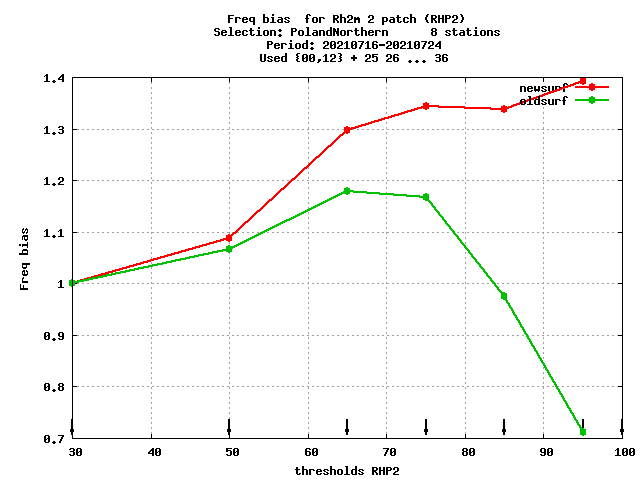 Freq bias  for Rh2m 2 patch (RHP2)
Selection: PolandNorthern      8 stations
Period: 20210716-20210724
Used {00,12} + 25 26 ... 36
1.4
newsurf
oldsurf
1.3
1.2
1.1
1
0.9
0.8
0.7
Freq bias
30 40 50 60 70 80 90 100
thresholds RHP2